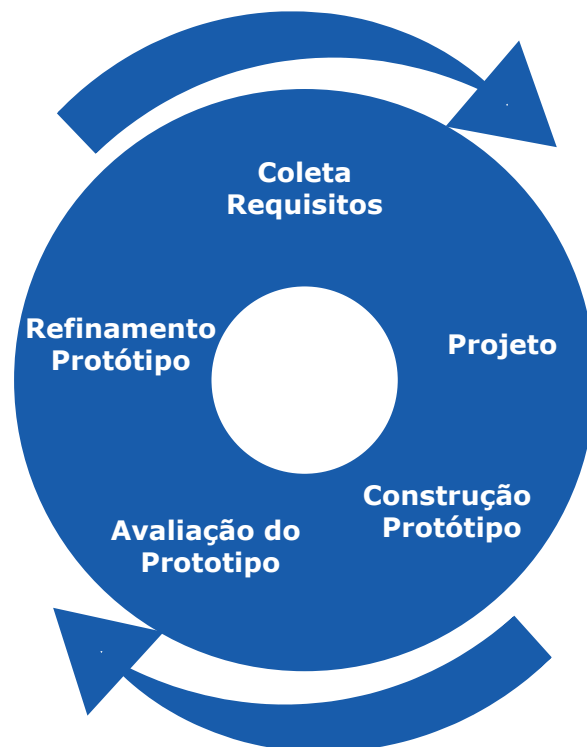 Coleta
Requisitos
Projeto
Construção
Protótipo
Avaliação do
Prototipo
Refinamento
Protótipo